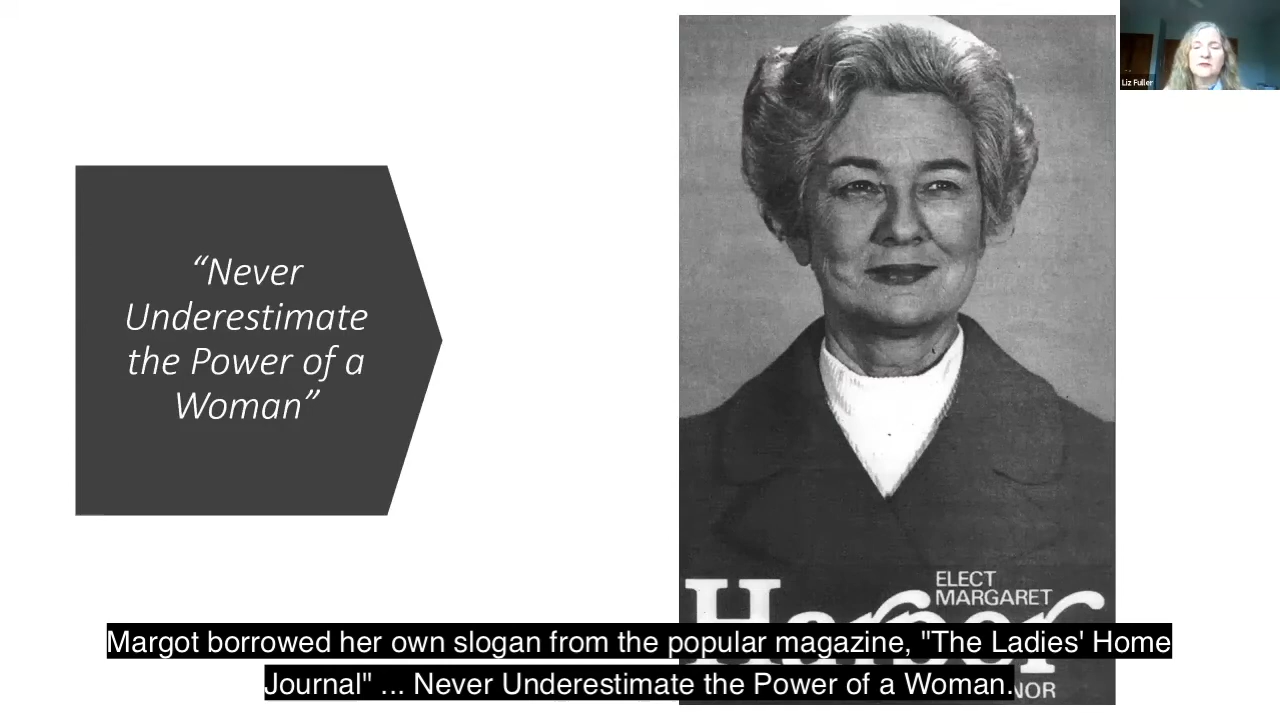 Liz Fuller
“Never
Underestimate
the Power of a
Woman”
ELECT
MARGARET
Harper
Margot borrowed her own slogan from the popular magazine, "The Ladies' Home
Journal" ... Never Underestimate the Power of a Woman.